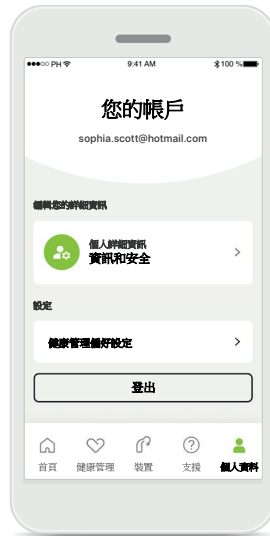 PH 9:41 AM 100 %
您的帳戶
sophia.scott@hotmail.com
編輯您的詳細資訊
個人詳細資訊
資訊和安全
設定
健康管理偏好設定
登出
首頁 健康管理 裝置 支援 個人資料